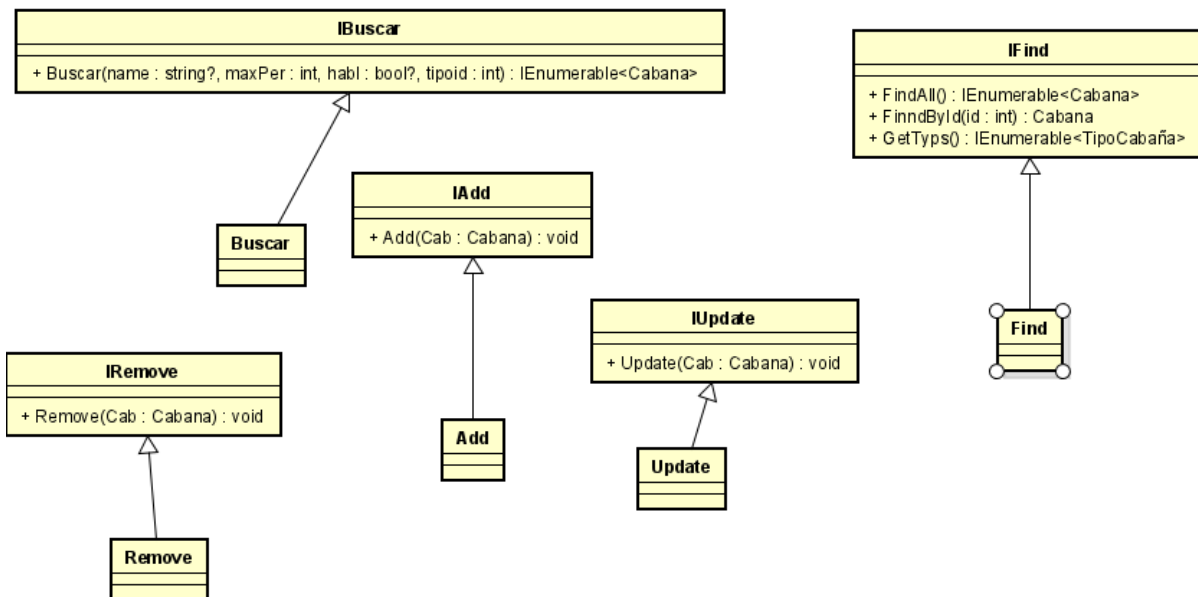 IBuscar
+ Buscar(name : string?, maxPer : int, habl : bool?, tipoid : int) : IEnumerable<Cabana>
IFind
+ FindAll() : IEnumerable<Cabana>
+ FinndById(id : int) : Cabana
+ GetTyps() : IEnumerable<TipoCabaña>
IAdd
+ Add(Cab : Cabana) : void
Buscar
IUpdate
+ Update(Cab : Cabana) : void
Find
IRemove
+ Remove(Cab : Cabana) : void
Add
Update
Remove